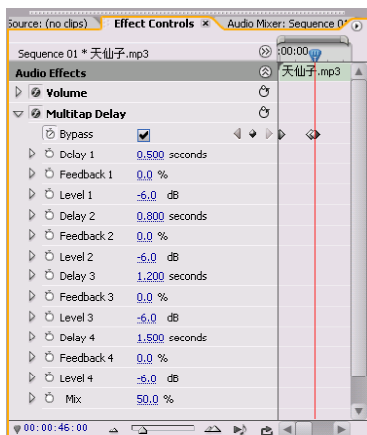 Source: (no clips) Effect Controls × Audio Mixer: Sequence 01
Sequence 01 * 天仙子.mp3 :00:00
Audio Effects 天仙子.mp3
Volume
Multitap Delay
Bypass
Delay 1 0.500 seconds
Feedback 1 0.0 %
Level 1 -6.0 dB
Delay 2 0.800 seconds
Feedback 2 0.0 %
Level 2 -6.0 dB
Delay 3 1.200 seconds
Feedback 3 0.0 %
Level 3 -6.0 dB
Delay 4 1.500 seconds
Feedback 4 0.0 %
Level 4 -6.0 dB
Mix 50.0 %
00:00:46:00